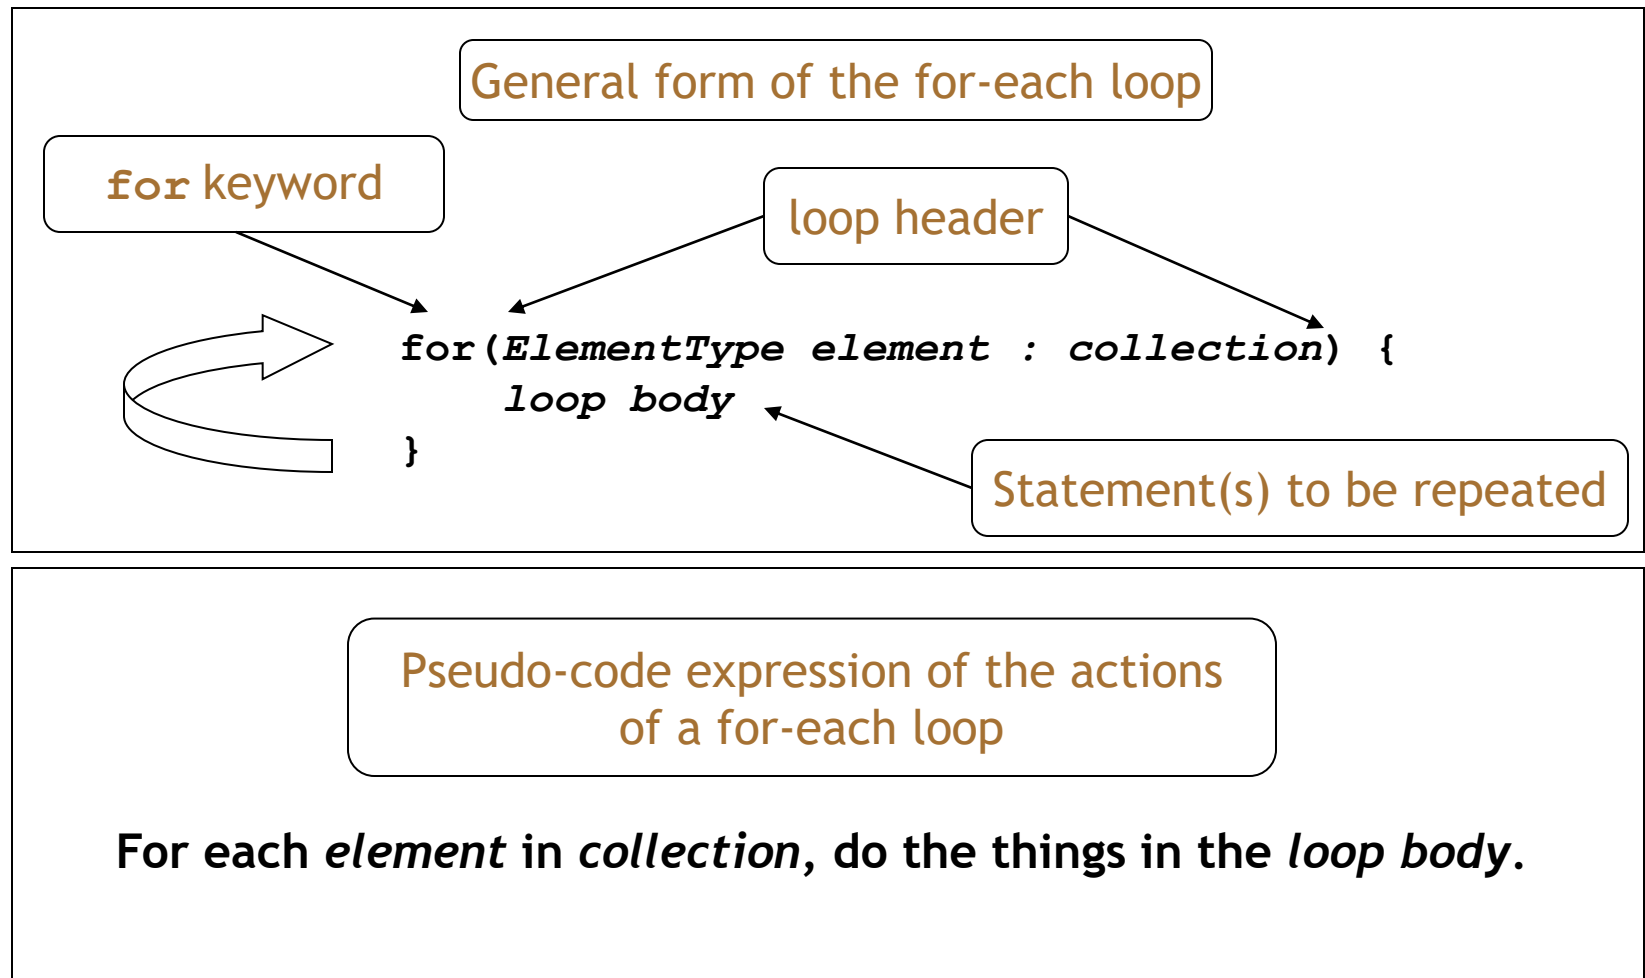 General form of the for-each loop
for keyword
loop header
for(ElementType element : collection) {
loop body
}
Statement(s) to be repeated
Pseudo-code expression of the actions
of a for-each loop
For each element in collection, do the things in the loop body.